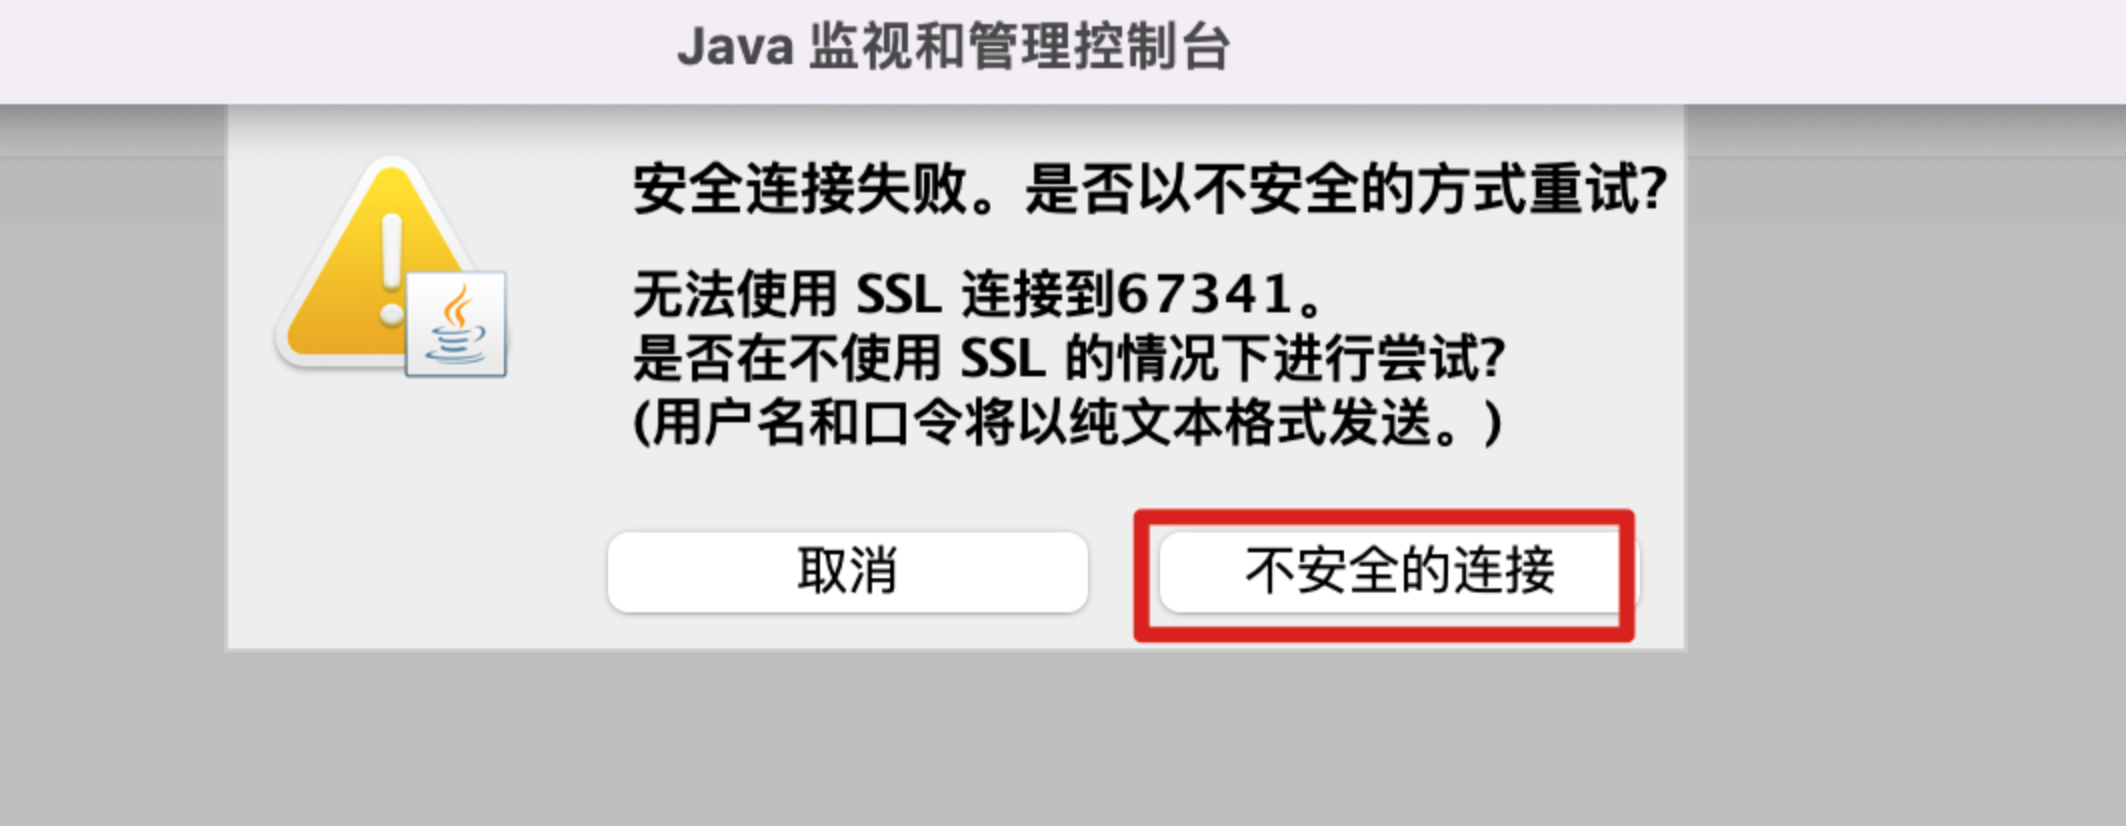 Java 监视和管理控制台
安全连接失败。是否以不安全的方式重试?
无法使用 SSL 连接到67341。
是否在不使用 SSL 的情况下进行尝试?
(用户名和口令将以纯文本格式发送。)
取消
不安全的连接